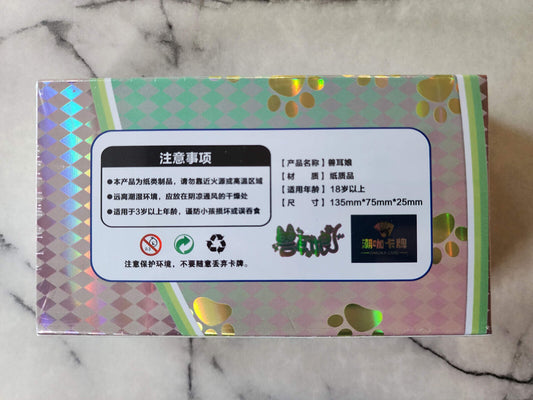 注意事项
●本产品为纸类制品，请勿靠近火源或高温区域
●远离潮湿环境，应放在阴凉通风的干燥处
●适用于3岁以上年龄，谨防小孩损坏或误吞食
注意保护环境，不要随意丢弃卡牌。
【产品名称】兽耳娘
【材　　质】纸质品
【适用年龄】18岁以上
【尺　　寸】135mm*75mm*25mm
兽耳娘
潮咖卡牌